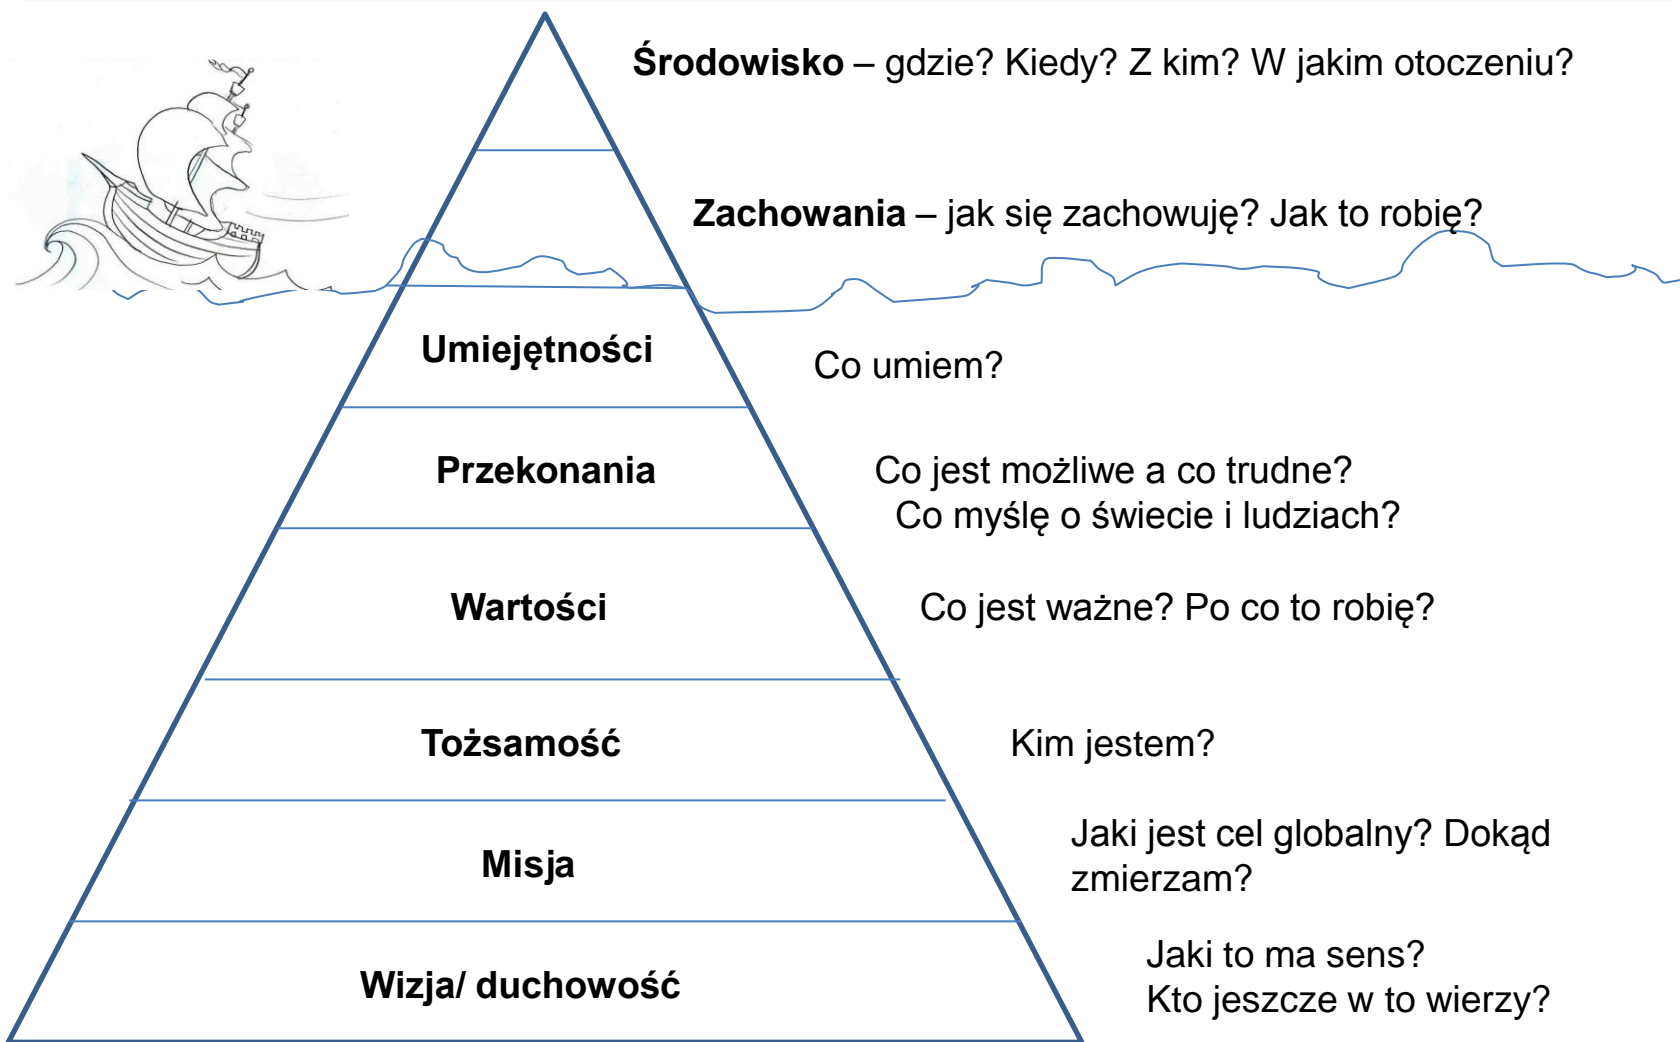 Środowisko – gdzie? Kiedy? Z kim? W jakim otoczeniu?
Zachowania – jak się zachowuję? Jak to robię?
Umiejętności
Co umiem?
Przekonania
Co jest możliwe a co trudne?
Co myślę o świecie i ludziach?
Wartości
Co jest ważne? Po co to robię?
Tożsamość
Kim jestem?
Misja
Jaki jest cel globalny? Dokąd
zmierzam?
Wizja/ duchowość
Jaki to ma sens?
Kto jeszcze w to wierzy?